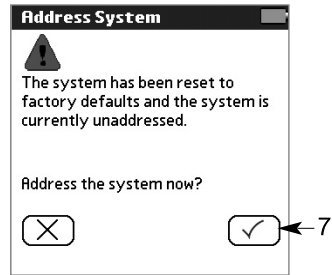 Address System
The system has been reset to
factory defaults and the system is
currently unaddressed.
Address the system now?
7